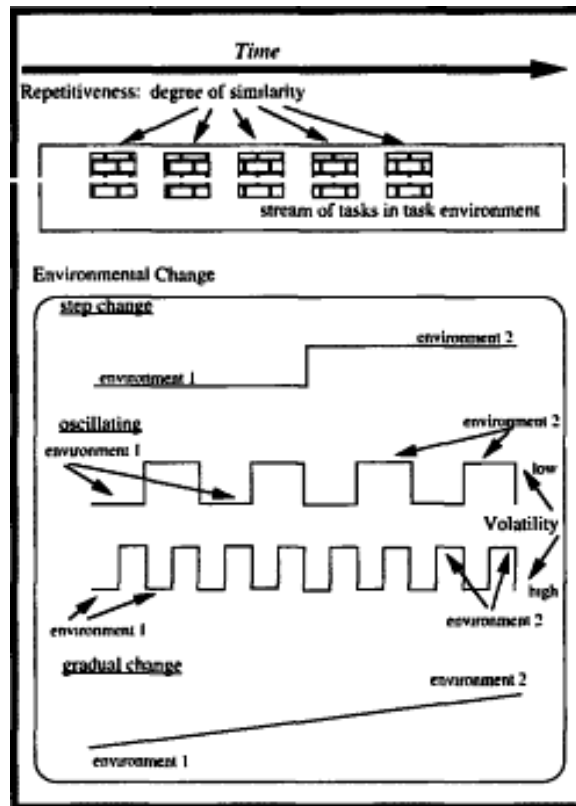 Time
Repetitiveness: degree of similarity
stream of tasks in task environment
Environmental Change
step change
environment 2
environment 1
oscillating
environment 2
environment 1
low
Volatility
high
environment 1
environment 2
gradual change
environment 2
environment 1